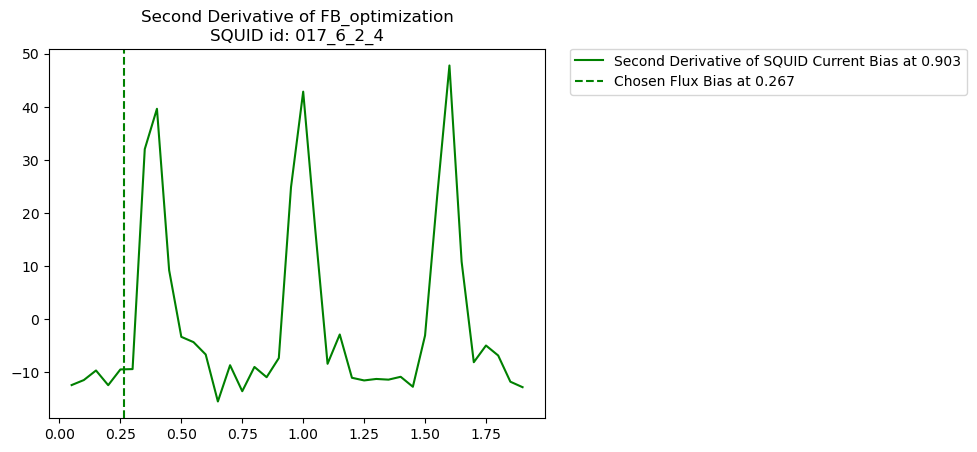 Second Derivative of FB_optimization
SQUID id: 017_6_2_4
50
40
30
20
10
0
−10
0.00 0.25 0.50 0.75 1.00 1.25 1.50 1.75
Second Derivative of SQUID Current Bias at 0.903
Chosen Flux Bias at 0.267